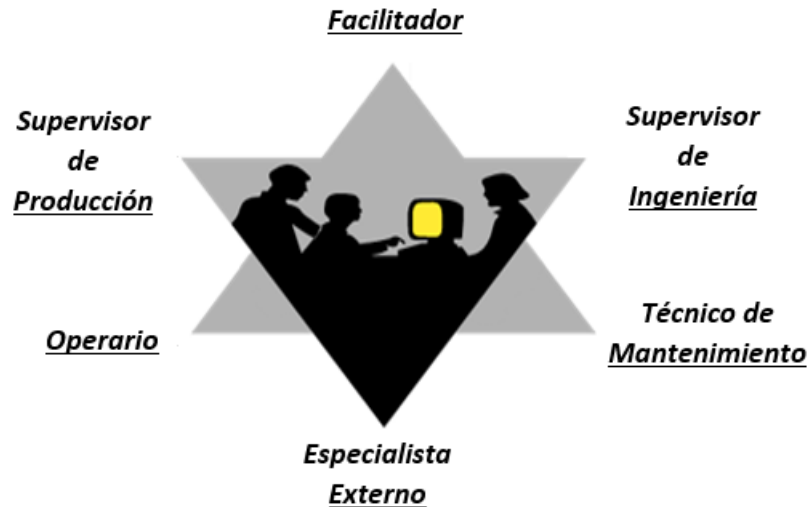 Facilitador
Supervisor
de
Producción
Supervisor
de
Ingeniería
Operario
Técnico de
Mantenimiento
Especialista
Externo